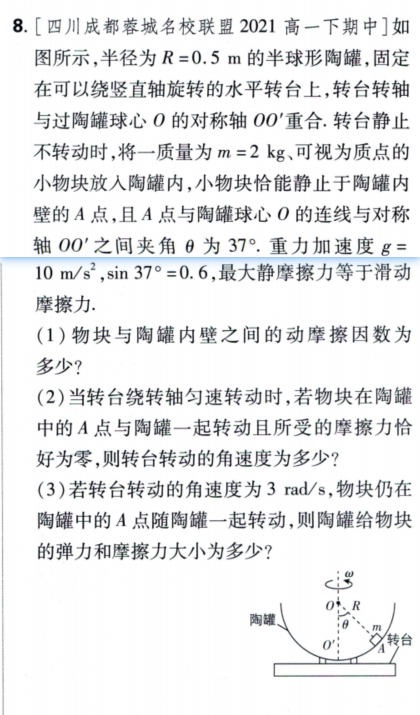 8. [四川成都蓉城名校联盟 2021 高一下期中]如
图所示,半径为 R=0.5 m 的半球形陶罐,固定
在可以绕竖直轴旋转的水平转台上,转台转轴
与过陶罐球心 O 的对称轴 OO'重合. 转台静止
不转动时,将一质量为 m=2 kg、可视为质点的
小物块放入陶罐内,小物块恰能静止于陶罐内
壁的 A 点,且 A 点与陶罐球心 O 的连线与对称
轴 OO' 之间夹角 θ 为 37°. 重力加速度 g =
10 m/s²,sin 37°=0.6,最大静摩擦力等于滑动
摩擦力.
(1)物块与陶罐内壁之间的动摩擦因数为
多少?
(2)当转台绕转轴匀速转动时,若物块在陶罐
中的 A 点与陶罐一起转动且所受的摩擦力恰
好为零,则转台转动的角速度为多少?
(3)若转台转动的角速度为 3 rad/s,物块仍在
陶罐中的 A 点随陶罐一起转动,则陶罐给物块
的弹力和摩擦力大小为多少?
ω
O R
陶罐 θ m
O' A 转台